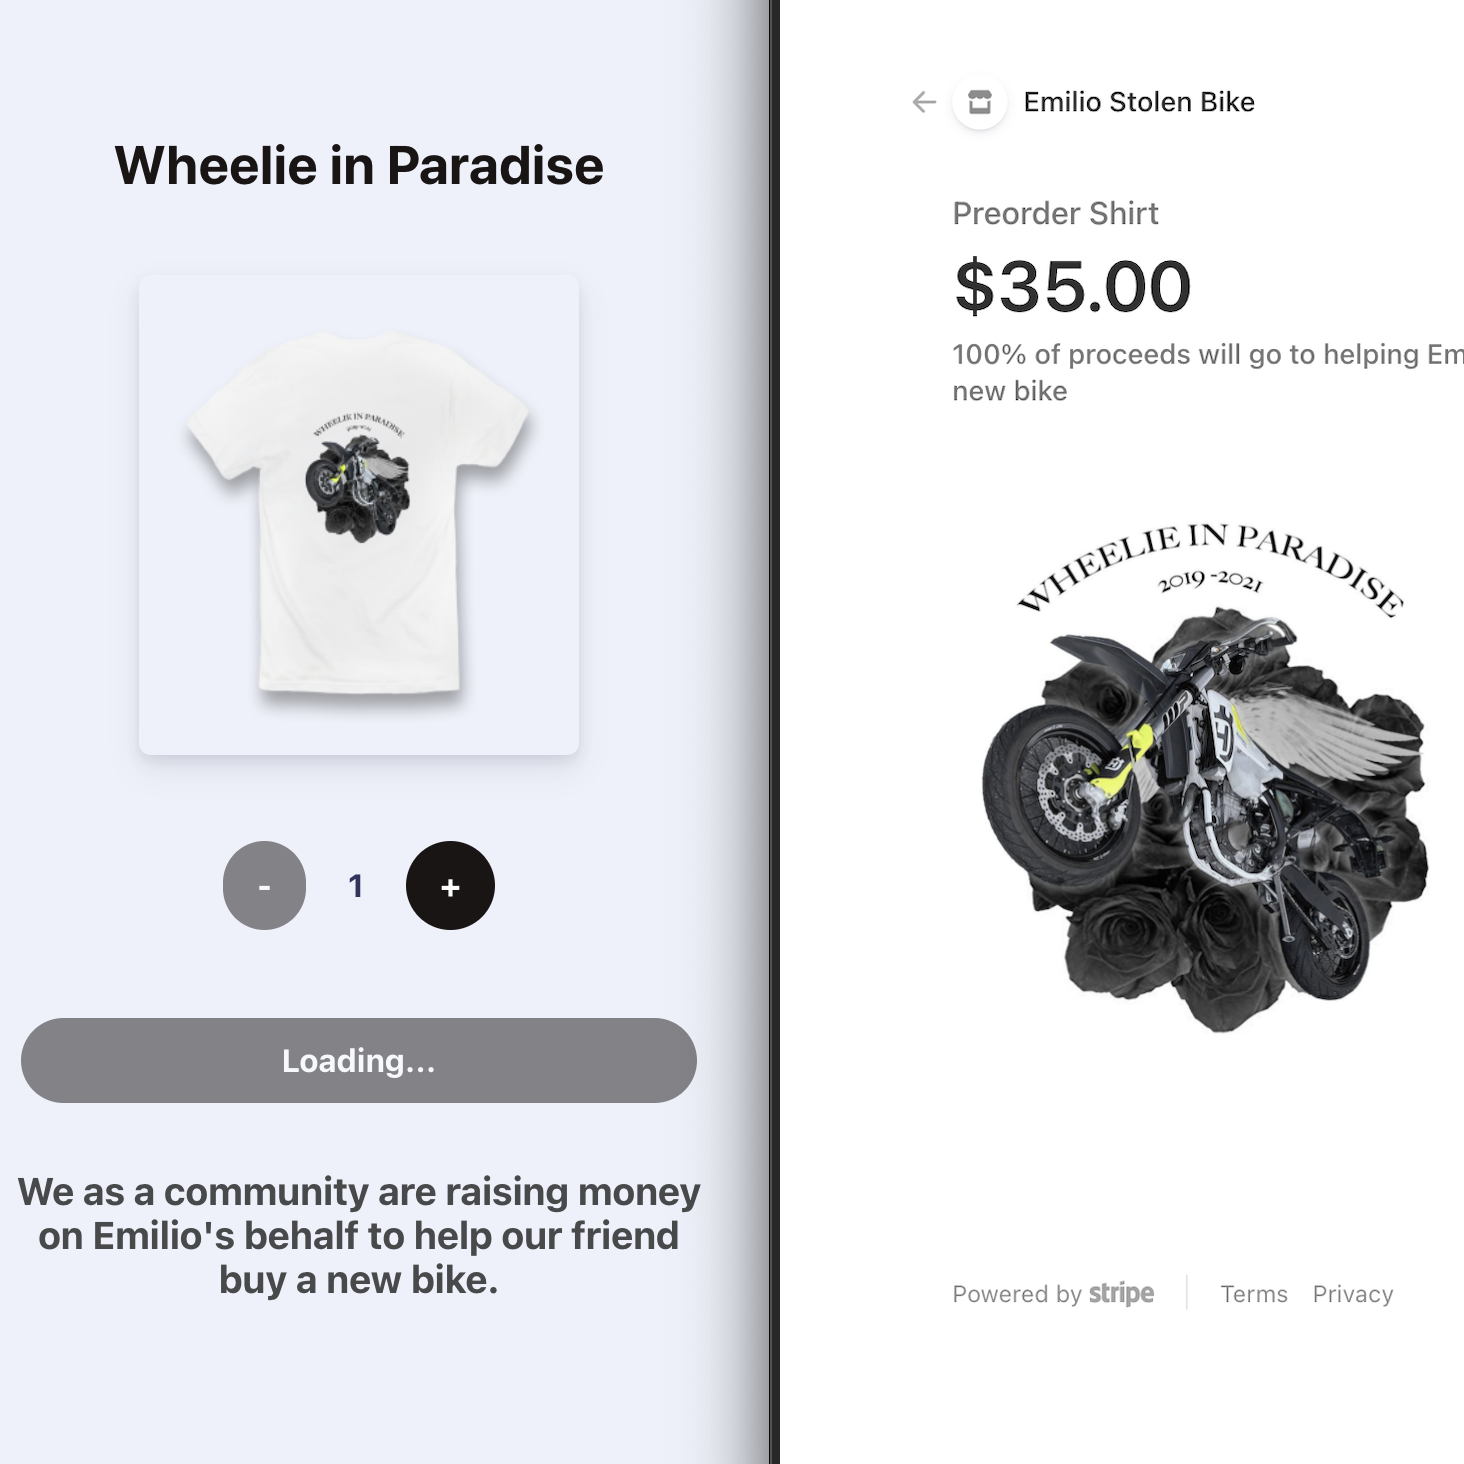 Wheelie in Paradise
WHEELIE IN PARADISE
-
1
+
Loading...
We as a community are raising money
on Emilio's behalf to help our friend
buy a new bike.
Emilio Stolen Bike
Preorder Shirt
$35.00
100% of proceeds will go to helping Em
new bike
WHEELIE IN PARADISE
2019 -2021
Powered by stripe
Terms Privacy